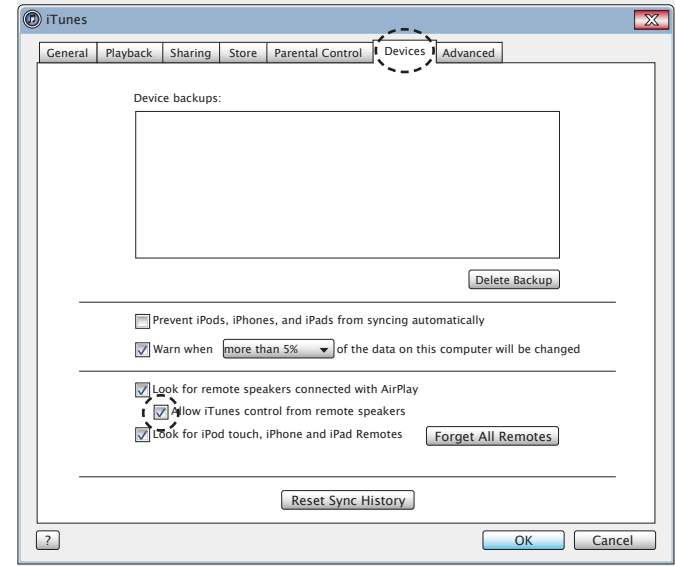 iTunes
General Playback Sharing Store Parental Control Devices Advanced
Device backups:
Delete Backup
Prevent iPods, iPhones, and iPads from syncing automatically
Warn when more than 5% of the data on this computer will be changed
Look for remote speakers connected with AirPlay
Allow iTunes control from remote speakers
Look for iPod touch, iPhone and iPad Remotes Forget All Remotes
Reset Sync History
? OK Cancel